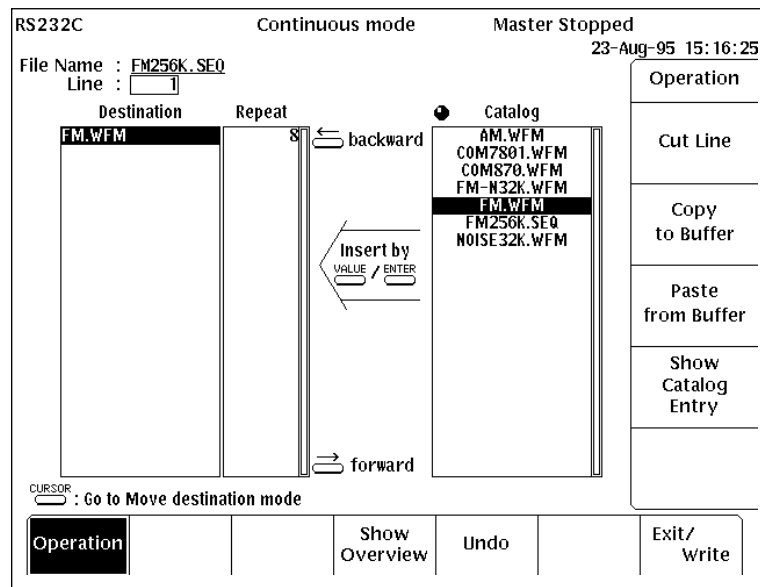 RS232C Continuous mode Master Stopped
23-Aug-95 15:16:25
File Name : FM256K.SEQ
Line : 1
Destination Repeat Catalog
FM.WFM 8
backward
AM.WFM
COM7801.WFM
COM870.WFM
FM-N32K.WFM
FM.WFM
FM256K.SEQ
NOISE32K.WFM
Insert by
VALUE / ENTER
forward
CURSOR : Go to Move destination mode
Operation
Cut Line
Copy
to Buffer
Paste
from Buffer
Show
Catalog
Entry
Operation
Show
Overview
Undo
Exit/
Write